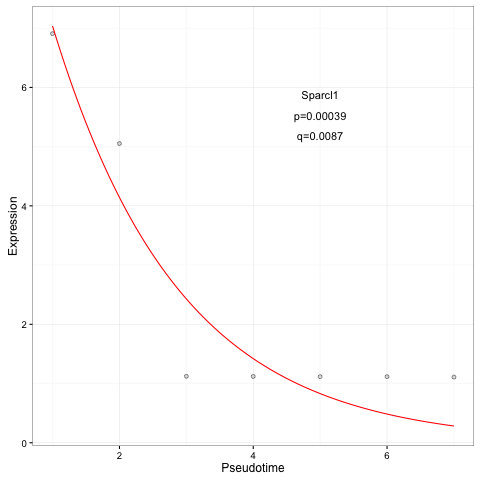 Sparcl1
p=0.00039
q=0.0087
Expression
6
4
2
0
2
4
6
Pseudotime